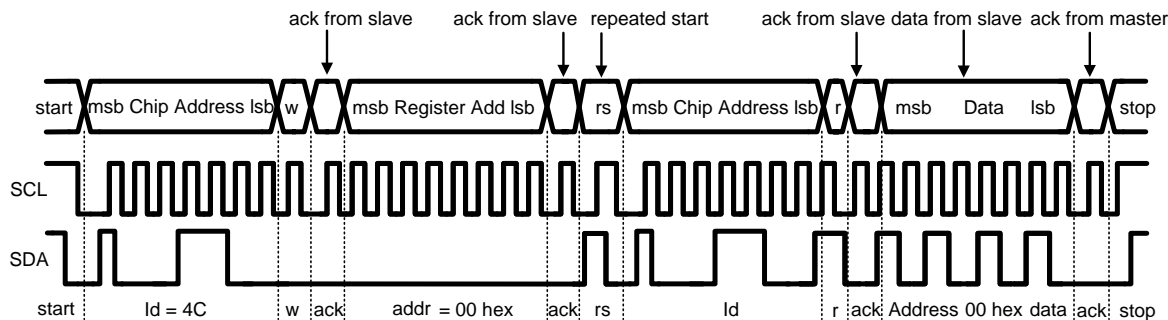 ack from slave ack from slave repeated start ack from slave data from slave ack from master
start msb Chip Address lsb w msb Register Add lsb rs msb Chip Address lsb r msb Data lsb stop
SCL
SDA
start Id = 4C w ack addr = 00 hex ack rs Id r ack Address 00 hex data ack stop